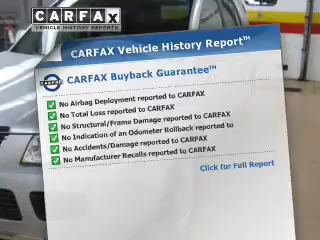 CARFAX
VEHICLE HISTORY REPORTS
CARFAX Vehicle History Report™
CARFAX Buyback Guarantee™
No Airbag Deployment reported to CARFAX
No Total Loss reported to CARFAX
No Structural/Frame Damage reported to CARFAX
No Indication of an Odometer Rollback reported to
No Accidents/Damage reported to CARFAX
No Manufacturer Recalls reported to CARFAX
Click for Full Report